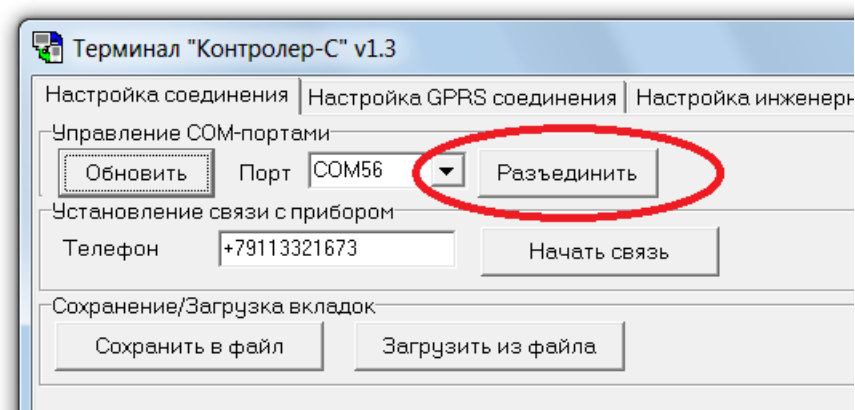 Терминал "Контролер-С" v1.3
Настройка соединения Настройка GPRS соединения Настройка инженерн
Управление COM-портами
Обновить Порт COM56 Разъединить
Установление связи с прибором
Телефон +79113321673 Начать связь
Сохранение/Загрузка вкладок
Сохранить в файл Загрузить из файла